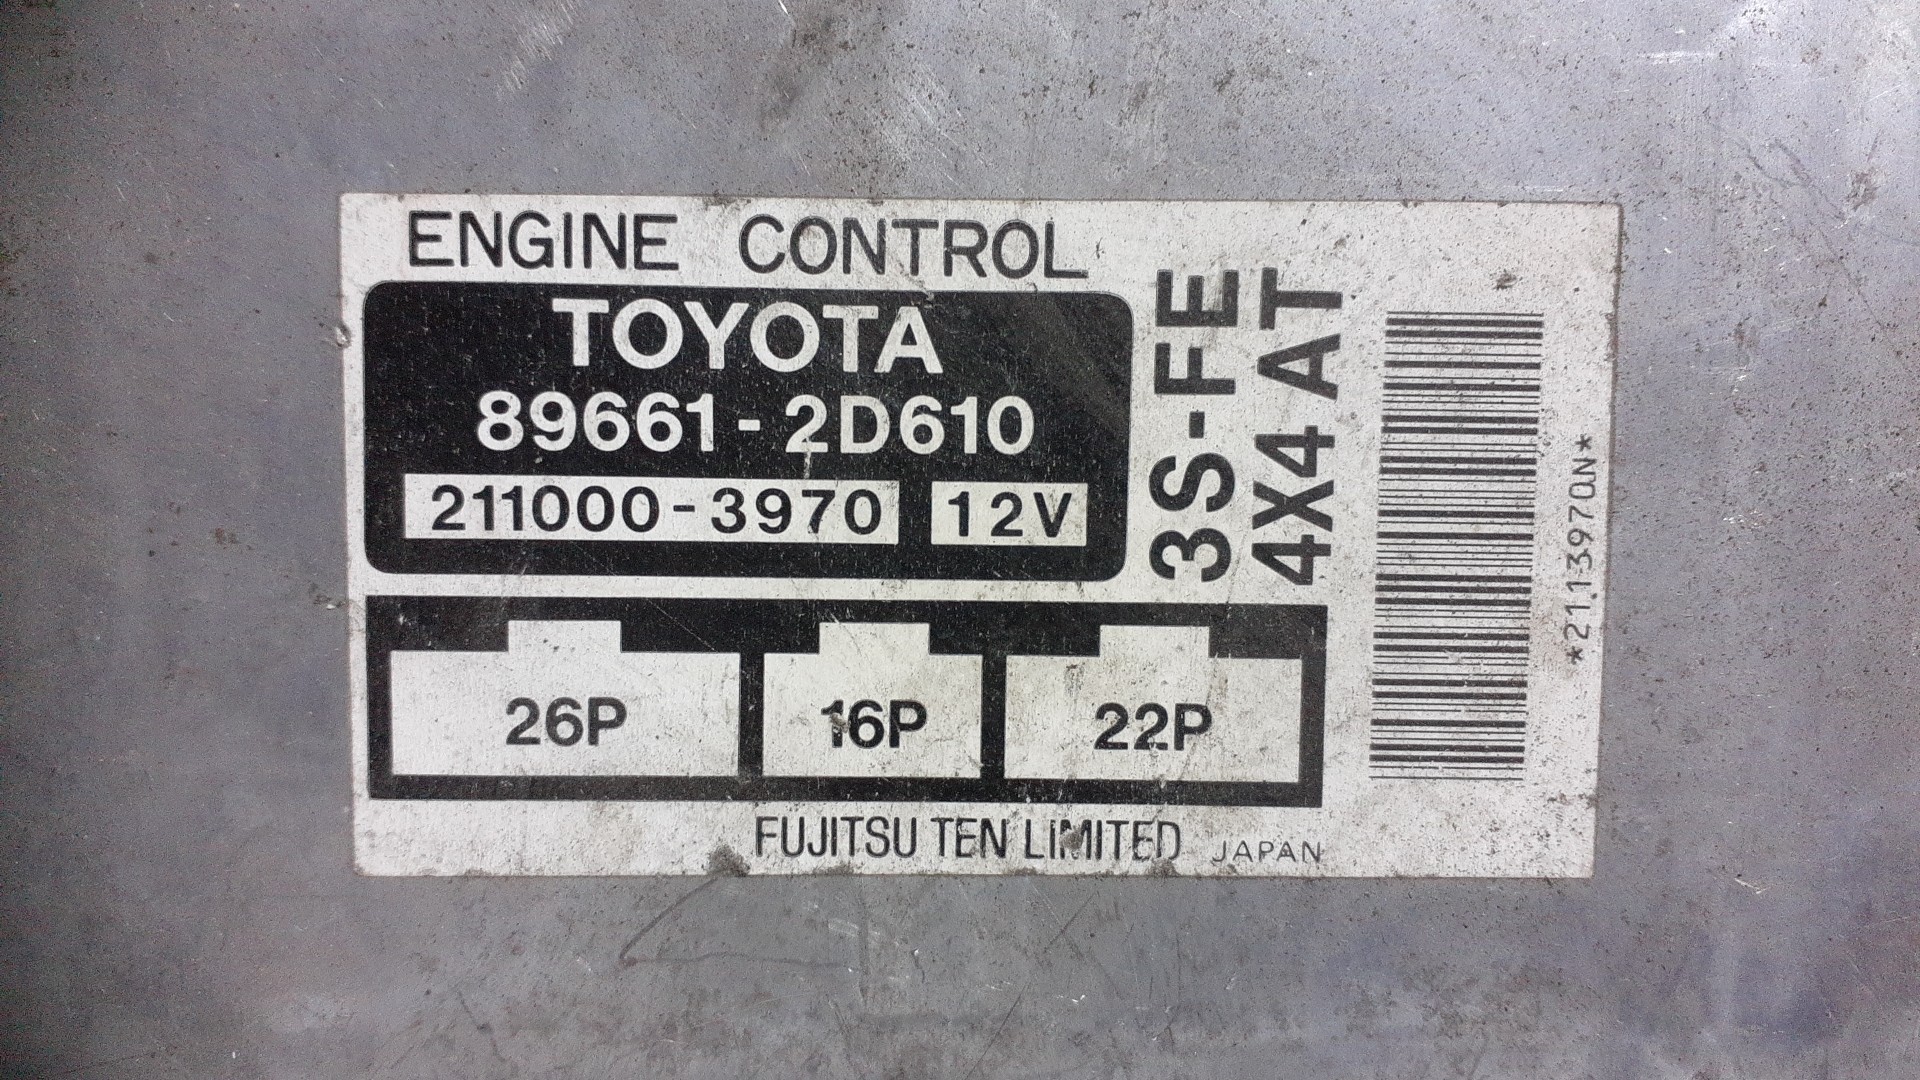 ENGINE CONTROL
TOYOTA
89661-2D610
211000-3970 12V
3S-FE
4X4 AT
26P 16P 22P
FUJITSU TEN LIMITED JAPAN
*2113970N*